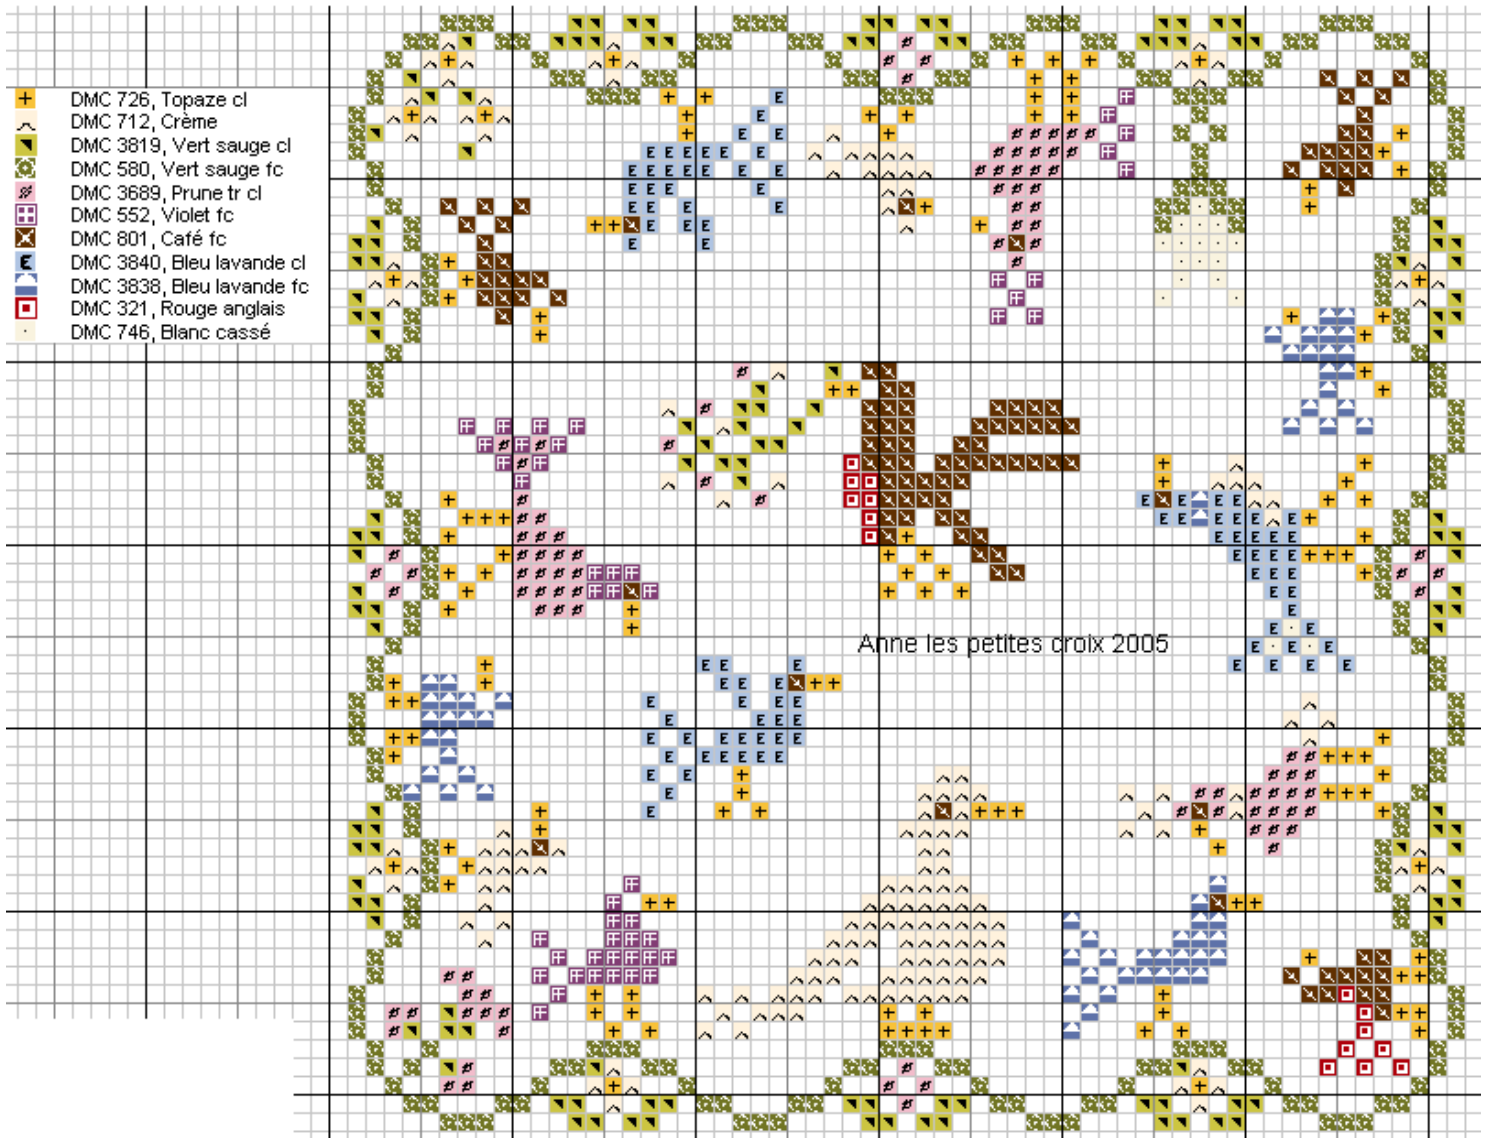 DMC 726, Topaze cl
DMC 712, Crème
DMC 3819, Vert sauge cl
DMC 580, Vert sauge fc
DMC 3689, Prune tr cl
DMC 552, Violet fc
DMC 801, Café fc
DMC 3840, Bleu lavande cl
DMC 3838, Bleu lavande fc
DMC 321, Rouge anglais
DMC 746, Blanc cassé
Anne les petites croix 2005